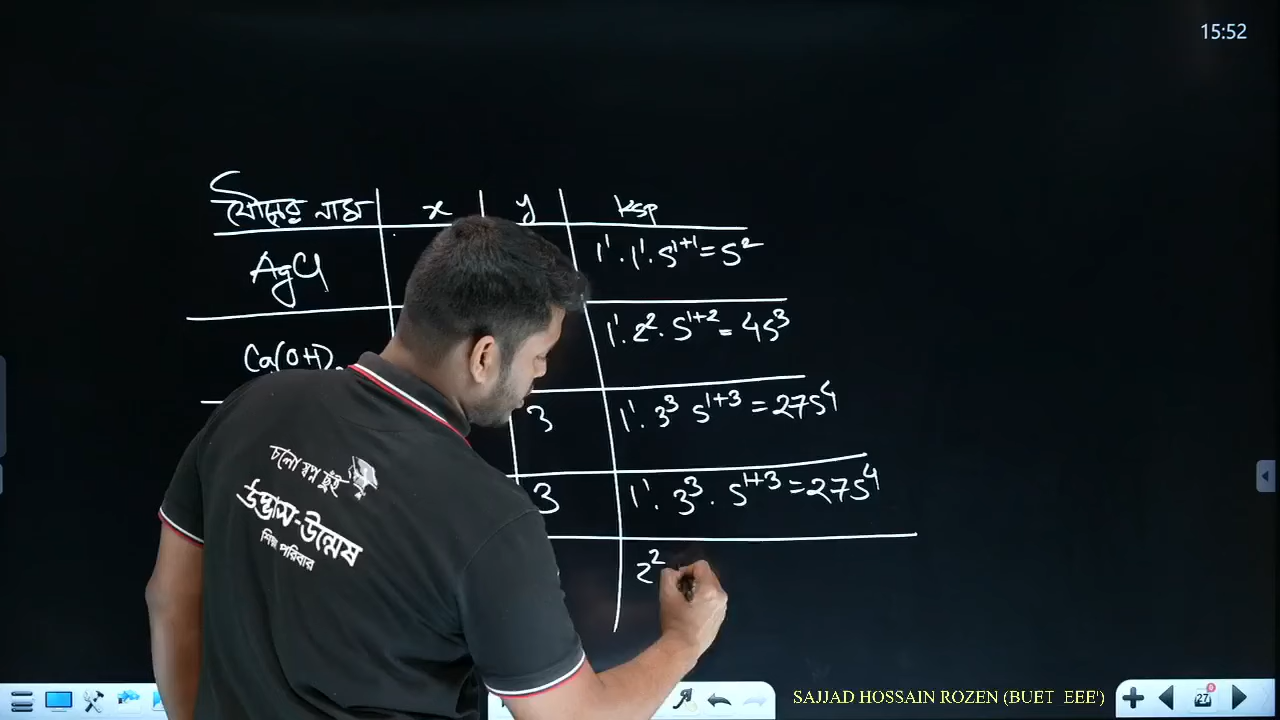 15:52
যৌগের নাম x y Ksp
AgCl 1¹·1¹·S¹⁺¹=S²
Ca(OH)₂ 1¹·2²·S¹⁺²=4S³
3 1¹·3³ S¹⁺³=27S⁴
3 1¹·3³·S¹⁺³=27S⁴
2²
চলো স্বপ্ন ছুঁই
উদ্ভাস-উন্মেষ
শিক্ষা পরিবার
SAJJAD HOSSAIN ROZEN (BUET EEE')
27